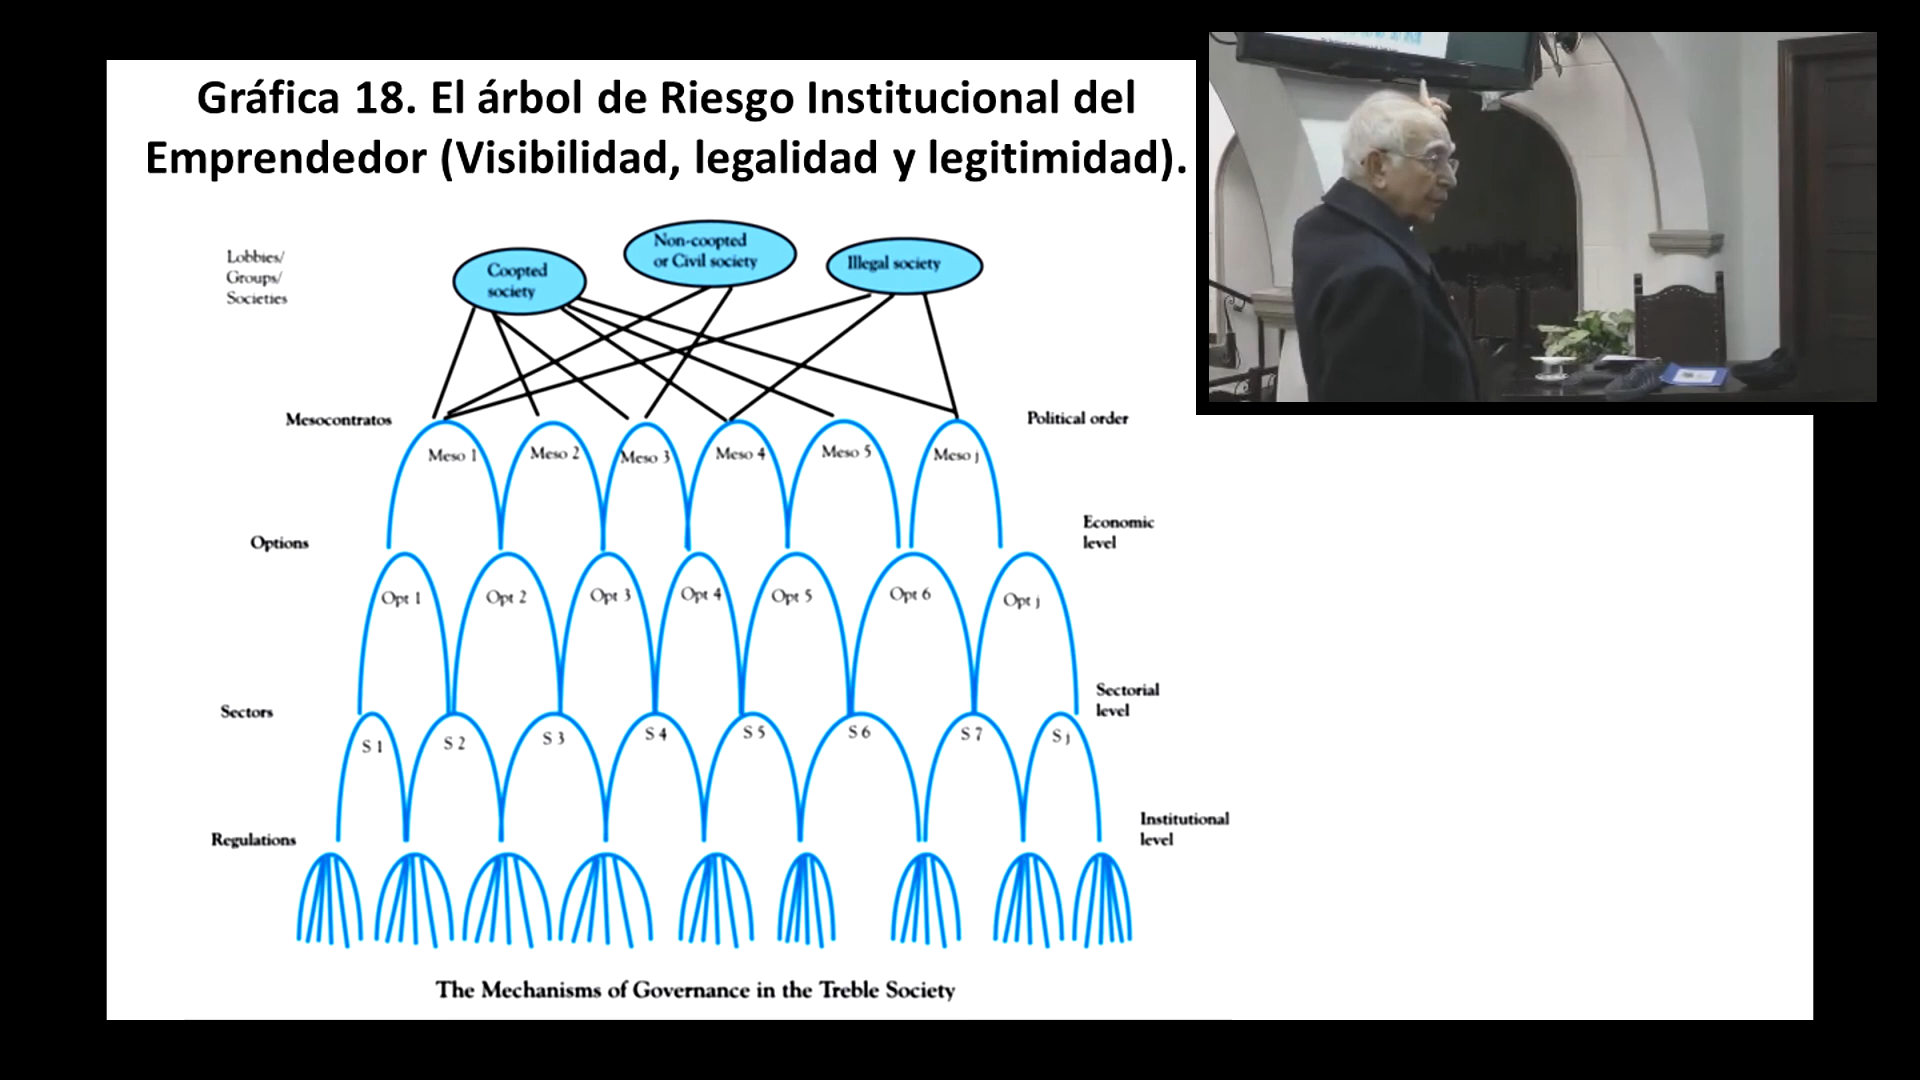 Gráfica 18. El árbol de Riesgo Institucional del
Emprendedor (Visibilidad, legalidad y legitimidad).
Lobbies/
Groups/
Societies
Coopted
society
Non-coopted
or Civil society
Illegal society
Mesocontratos
Political order
Meso 1
Meso 2
Meso 3
Meso 4
Meso 5
Meso j
Options
Economic
level
Opt 1
Opt 2
Opt 3
Opt 4
Opt 5
Opt 6
Opt j
Sectors
Sectorial
level
S 1
S 2
S 3
S 4
S 5
S 6
S 7
S j
Regulations
Institutional
level
The Mechanisms of Governance in the Treble Society